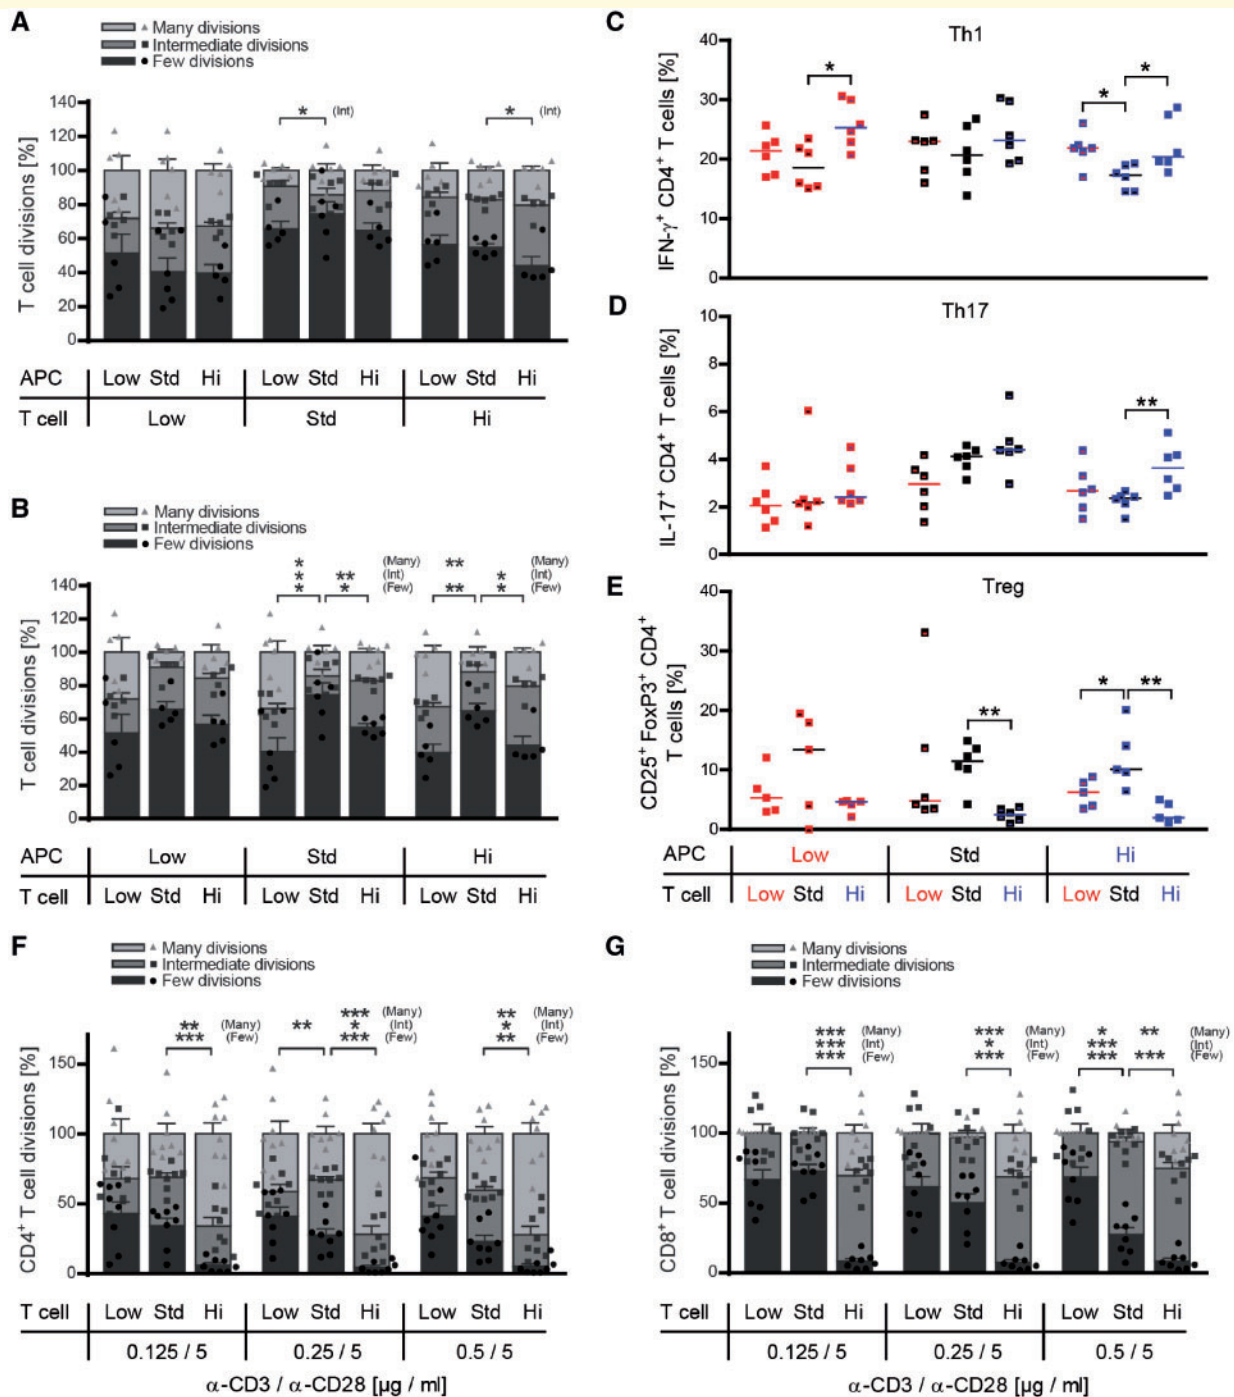 A
Many divisions
Intermediate divisions
Few divisions
T cell divisions [%]
140
120
100
80
60
40
20
0
* (Int)
* (Int)
APC Low Std Hi Low Std Hi Low Std Hi
T cell Low Std Hi
B
Many divisions
Intermediate divisions
Few divisions
T cell divisions [%]
140
120
100
80
60
40
20
0
* (Many) ** (Many)
* ** (Int) * (Int)
* * (Few) ** * (Few)
APC Low Std Hi
T cell Low Std Hi Low Std Hi Low Std Hi
C
Th1
IFN-γ+ CD4+ T cells [%]
40
30
20
10
0
* * *
D
Th17
IL-17+ CD4+ T cells [%]
10
8
6
4
2
0
**
E
Treg
CD25+ FoxP3+ CD4+
T cells [%]
40
30
20
10
0
** * **
APC Low Std Hi
T cell Low Std Hi Low Std Hi Low Std Hi
F
Many divisions
Intermediate divisions
Few divisions
CD4+ T cell divisions [%]
150
100
50
0
** (Many)
*** (Few)
**
*** (Many)
* (Int)
*** (Few)
** (Many)
* (Int)
** (Few)
T cell Low Std Hi Low Std Hi Low Std Hi
0.125 / 5 0.25 / 5 0.5 / 5
α-CD3 / α-CD28 [µg / ml]
G
Many divisions
Intermediate divisions
Few divisions
CD8+ T cell divisions [%]
150
100
50
0
*** (Many)
*** (Int)
*** (Few)
*** (Many)
* (Int)
*** (Few)
* ** (Many)
*** (Int)
*** *** (Few)
T cell Low Std Hi Low Std Hi Low Std Hi
0.125 / 5 0.25 / 5 0.5 / 5
α-CD3 / α-CD28 [µg / ml]